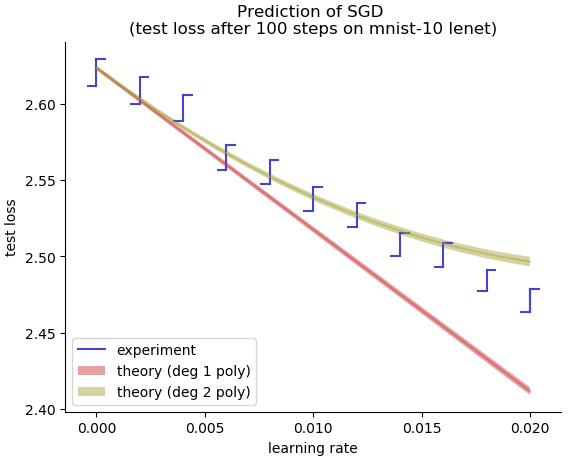 Prediction of SGD
(test loss after 100 steps on mnist-10 lenet)
test loss
2.60
2.55
2.50
2.45
2.40
experiment
theory (deg 1 poly)
theory (deg 2 poly)
0.000
0.005
0.010
0.015
0.020
learning rate